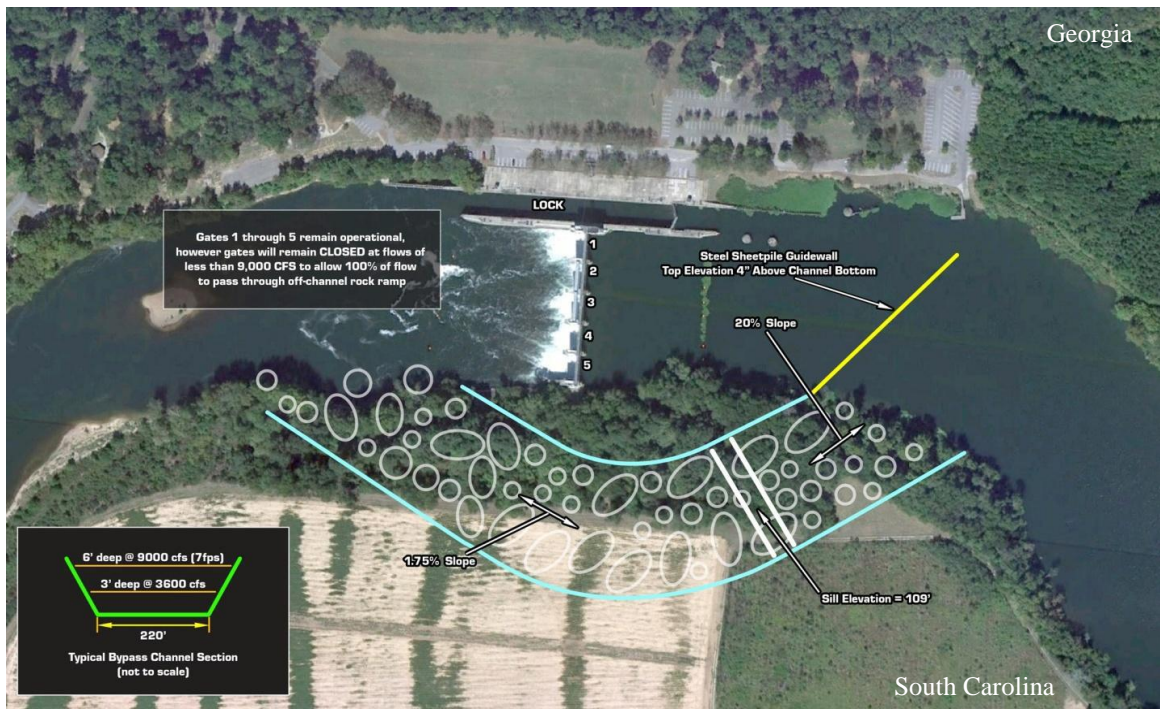 Georgia
LOCK
Gates 1 through 5 remain operational,
however gates will remain CLOSED at flows of
less than 9,000 CFS to allow 100% of flow
to pass through off-channel rock ramp
1
2
3
4
5
Steel Sheetpile Guidewall
Top Elevation 4" Above Channel Bottom
20% Slope
1.75% Slope
Sill Elevation = 109'
6' deep @ 9000 cfs (7fps)
3' deep @ 3600 cfs
220'
Typical Bypass Channel Section
(not to scale)
South Carolina